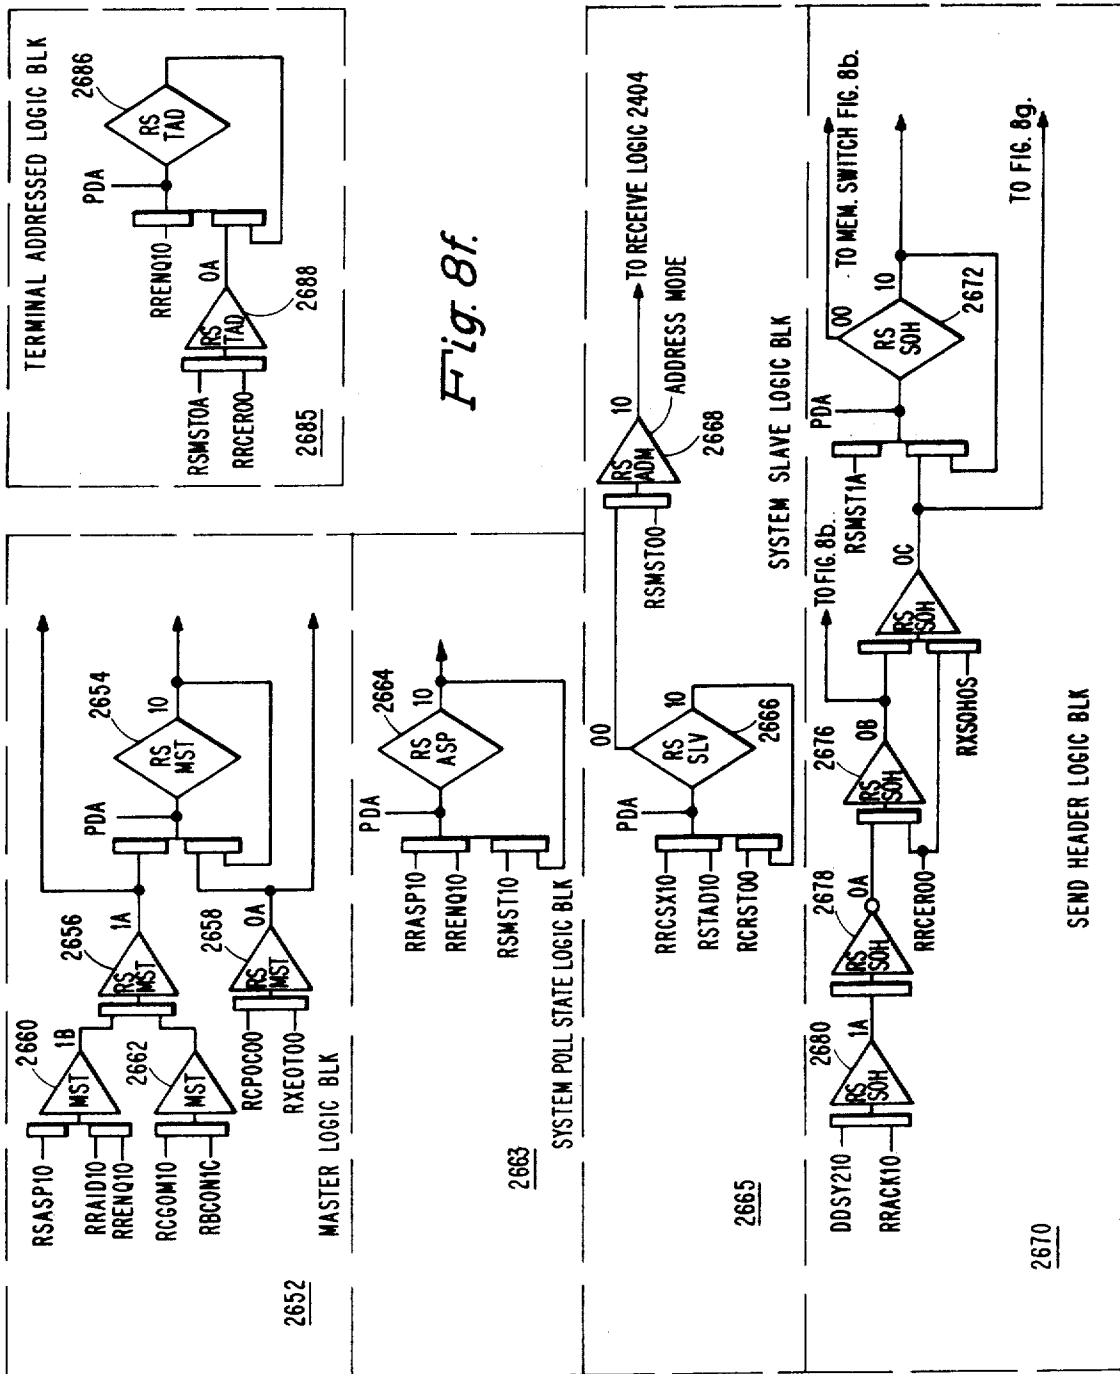 TERMINAL ADDRESSED LOGIC BLK
PDA
2686
RS
TAD
RRENQ10
0A
RS
TAD
2688
RSMST0A
RRCER00
2685
Fig. 8f.
2660
1B
MST
RSASP10
RRAID10
RRENQ10
2662
MST
RCGOM10
RBCON1C
2656
1A
RS
MST
2658
0A
RS
MST
RCPOC00
RXEOT00
PDA
2654
RS
MST
10
MASTER LOGIC BLK
2652
PDA
2664
RS
ASP
10
RRASP10
RRENQ10
RSMST10
SYSTEM POLL STATE LOGIC BLK
2663
PDA
00
RS
SLV
10
2666
RRCSX10
RSTAD10
RCRST00
RS
ADM
10
TO RECEIVE LOGIC 2404
ADDRESS MODE
2668
RSMST00
SYSTEM SLAVE LOGIC BLK
2665
2680
1A
RS
SOH
DDSY210
RRACK10
2678
0A
RS
SOH
2676
0B
RS
SOH
RRCER00
TO FIG. 8b.
0C
RS
SOH
RXSOH0S
RSMST1A
PDA
00
TO MEM. SWITCH FIG. 8b.
RS
SOH
10
2672
TO FIG. 8g.
SEND HEADER LOGIC BLK
2670